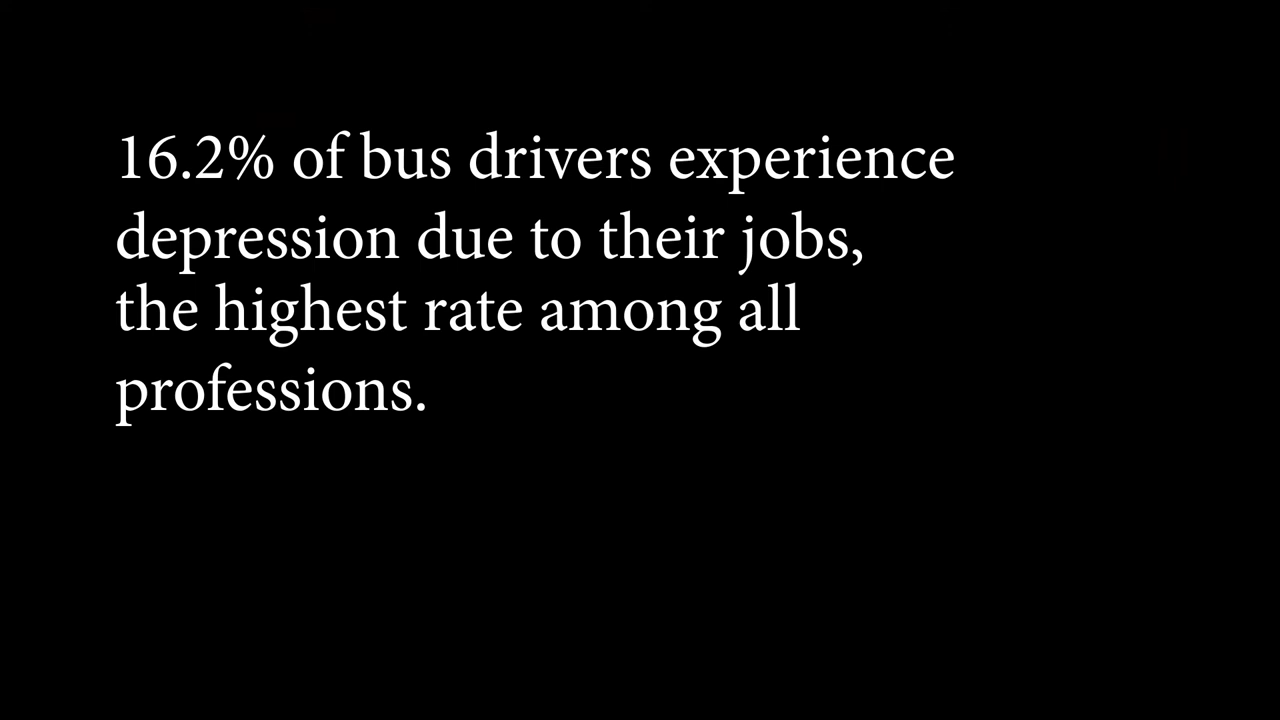 16.2% of bus drivers experience
depression due to their jobs,
the highest rate among all
professions.